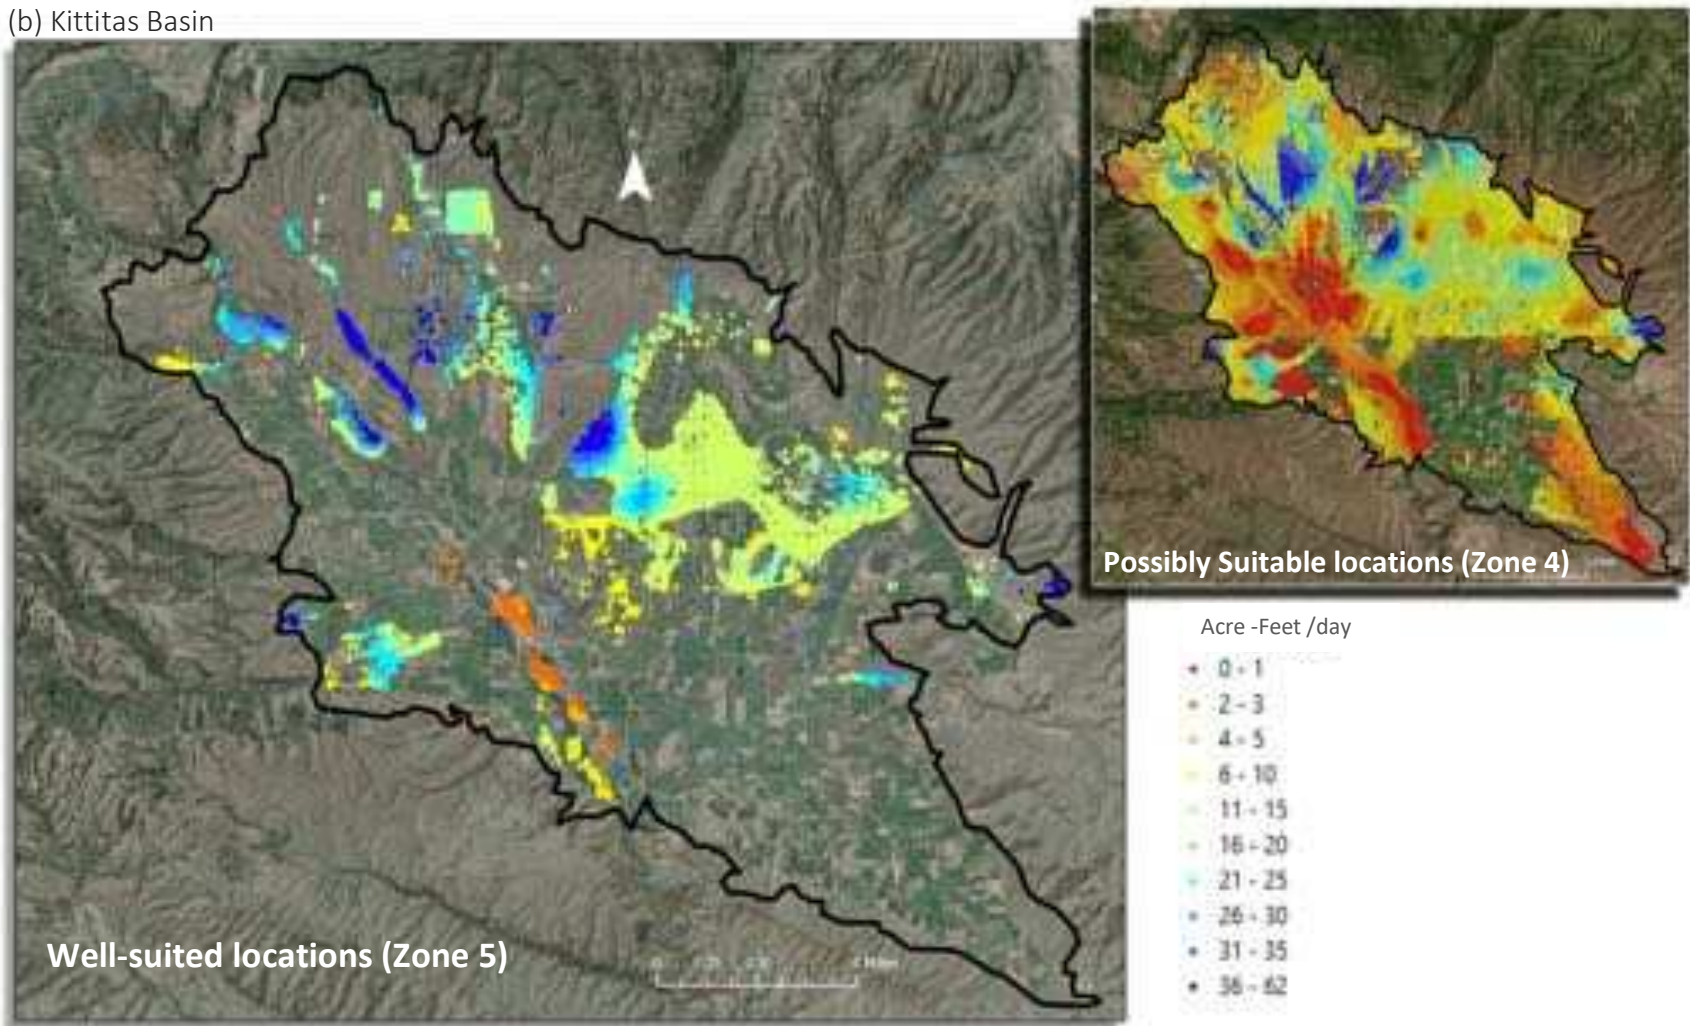 (b) Kittitas Basin
Possibly Suitable locations (Zone 4)
Acre -Feet /day
0 - 1
2 - 3
4 - 5
6 - 10
11 - 15
16 - 20
21 - 25
26 - 30
31 - 35
36 - 62
Well-suited locations (Zone 5)